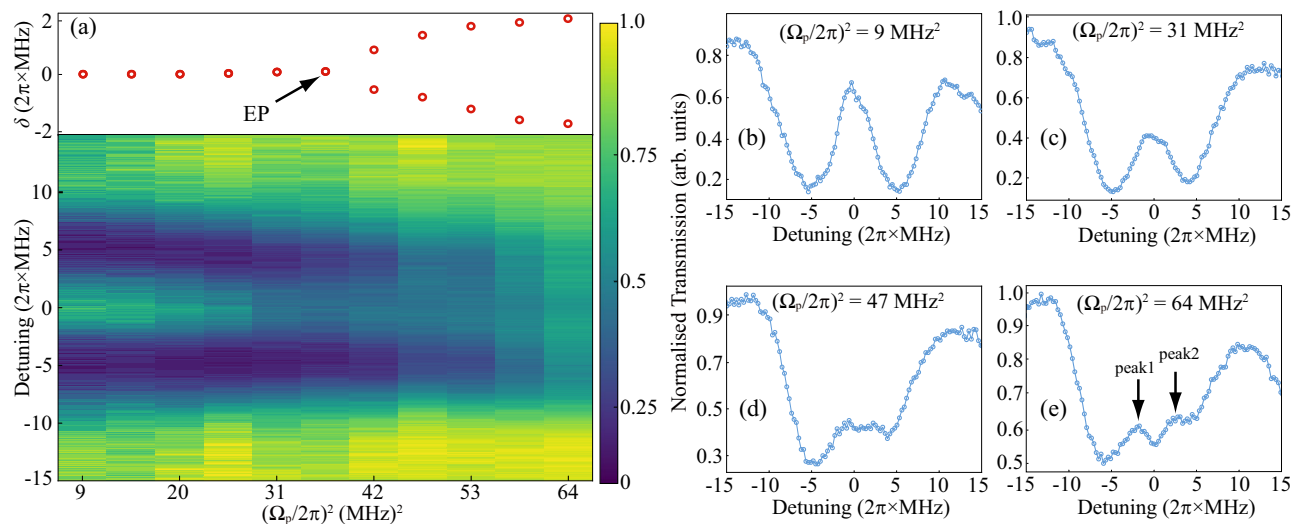 (a)
δ (2π×MHz)
2
0
-2
EP
1.0
0.75
0.5
0.25
0
Detuning (2π×MHz)
10
5
0
-5
-10
-15
9 20 31 42 53 64
(Ωₚ/2π)² (MHz)²
Normalised Transmission (arb. units)
(b)
(Ωₚ/2π)² = 9 MHz²
0.8
0.6
0.4
0.2
-15 -10 -5 0 5 10 15
Detuning (2π×MHz)
(c)
(Ωₚ/2π)² = 31 MHz²
1.0
0.8
0.6
0.4
0.2
-15 -10 -5 0 5 10 15
Detuning (2π×MHz)
(d)
(Ωₚ/2π)² = 47 MHz²
0.9
0.7
0.5
0.3
-15 -10 -5 0 5 10 15
Detuning (2π×MHz)
(e)
(Ωₚ/2π)² = 64 MHz²
peak1
peak2
1.0
0.9
0.8
0.7
0.6
0.5
-15 -10 -5 0 5 10 15
Detuning (2π×MHz)